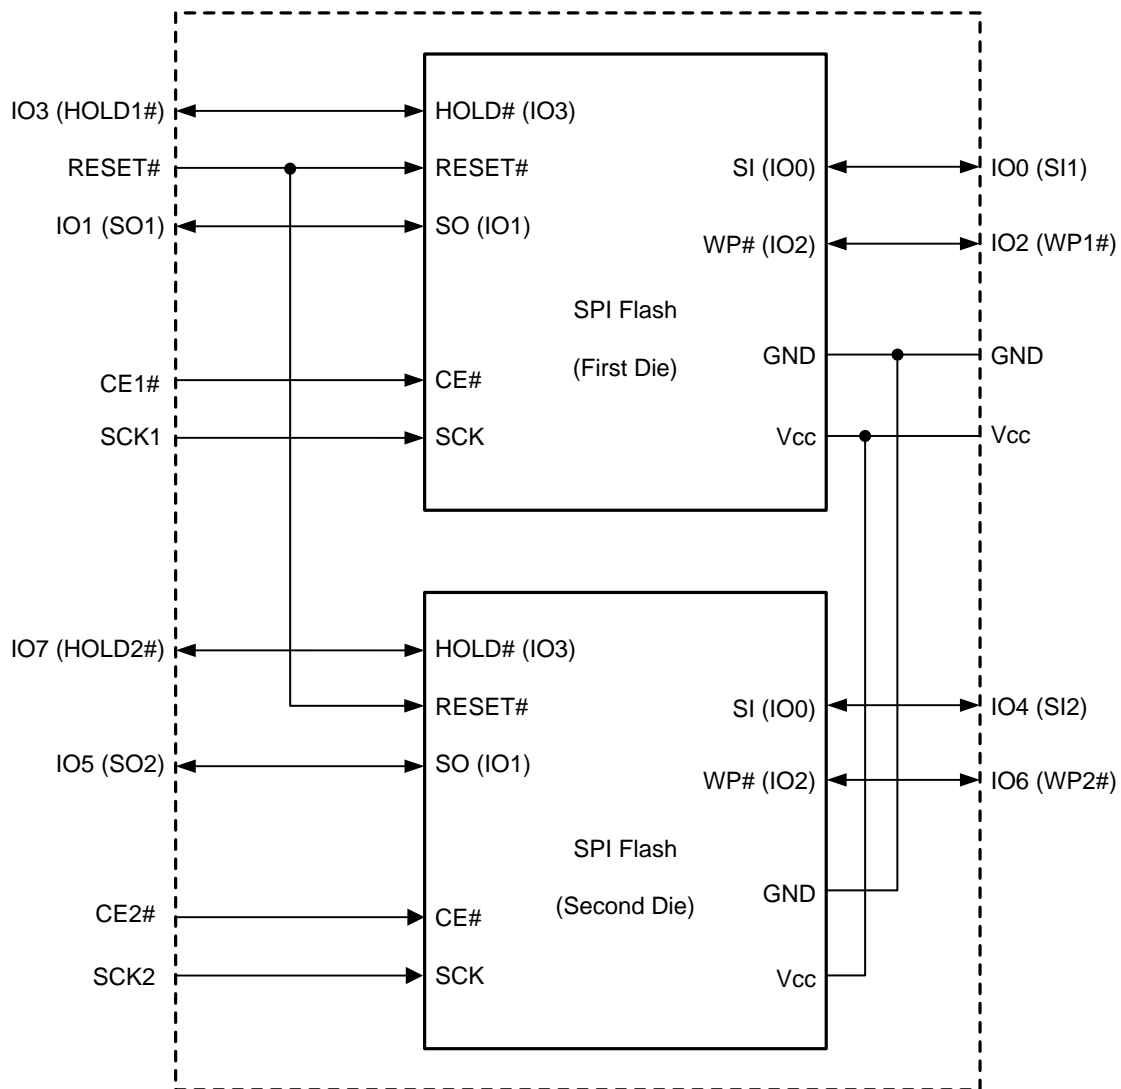 IO3 (HOLD1#)
RESET#
IO1 (SO1)
CE1#
SCK1
HOLD# (IO3)
RESET#
SO (IO1)
CE#
SCK
SPI Flash
(First Die)
SI (IO0)
WP# (IO2)
GND
Vcc
IO0 (SI1)
IO2 (WP1#)
GND
Vcc
IO7 (HOLD2#)
IO5 (SO2)
CE2#
SCK2
HOLD# (IO3)
RESET#
SO (IO1)
CE#
SCK
SPI Flash
(Second Die)
SI (IO0)
WP# (IO2)
GND
Vcc
IO4 (SI2)
IO6 (WP2#)